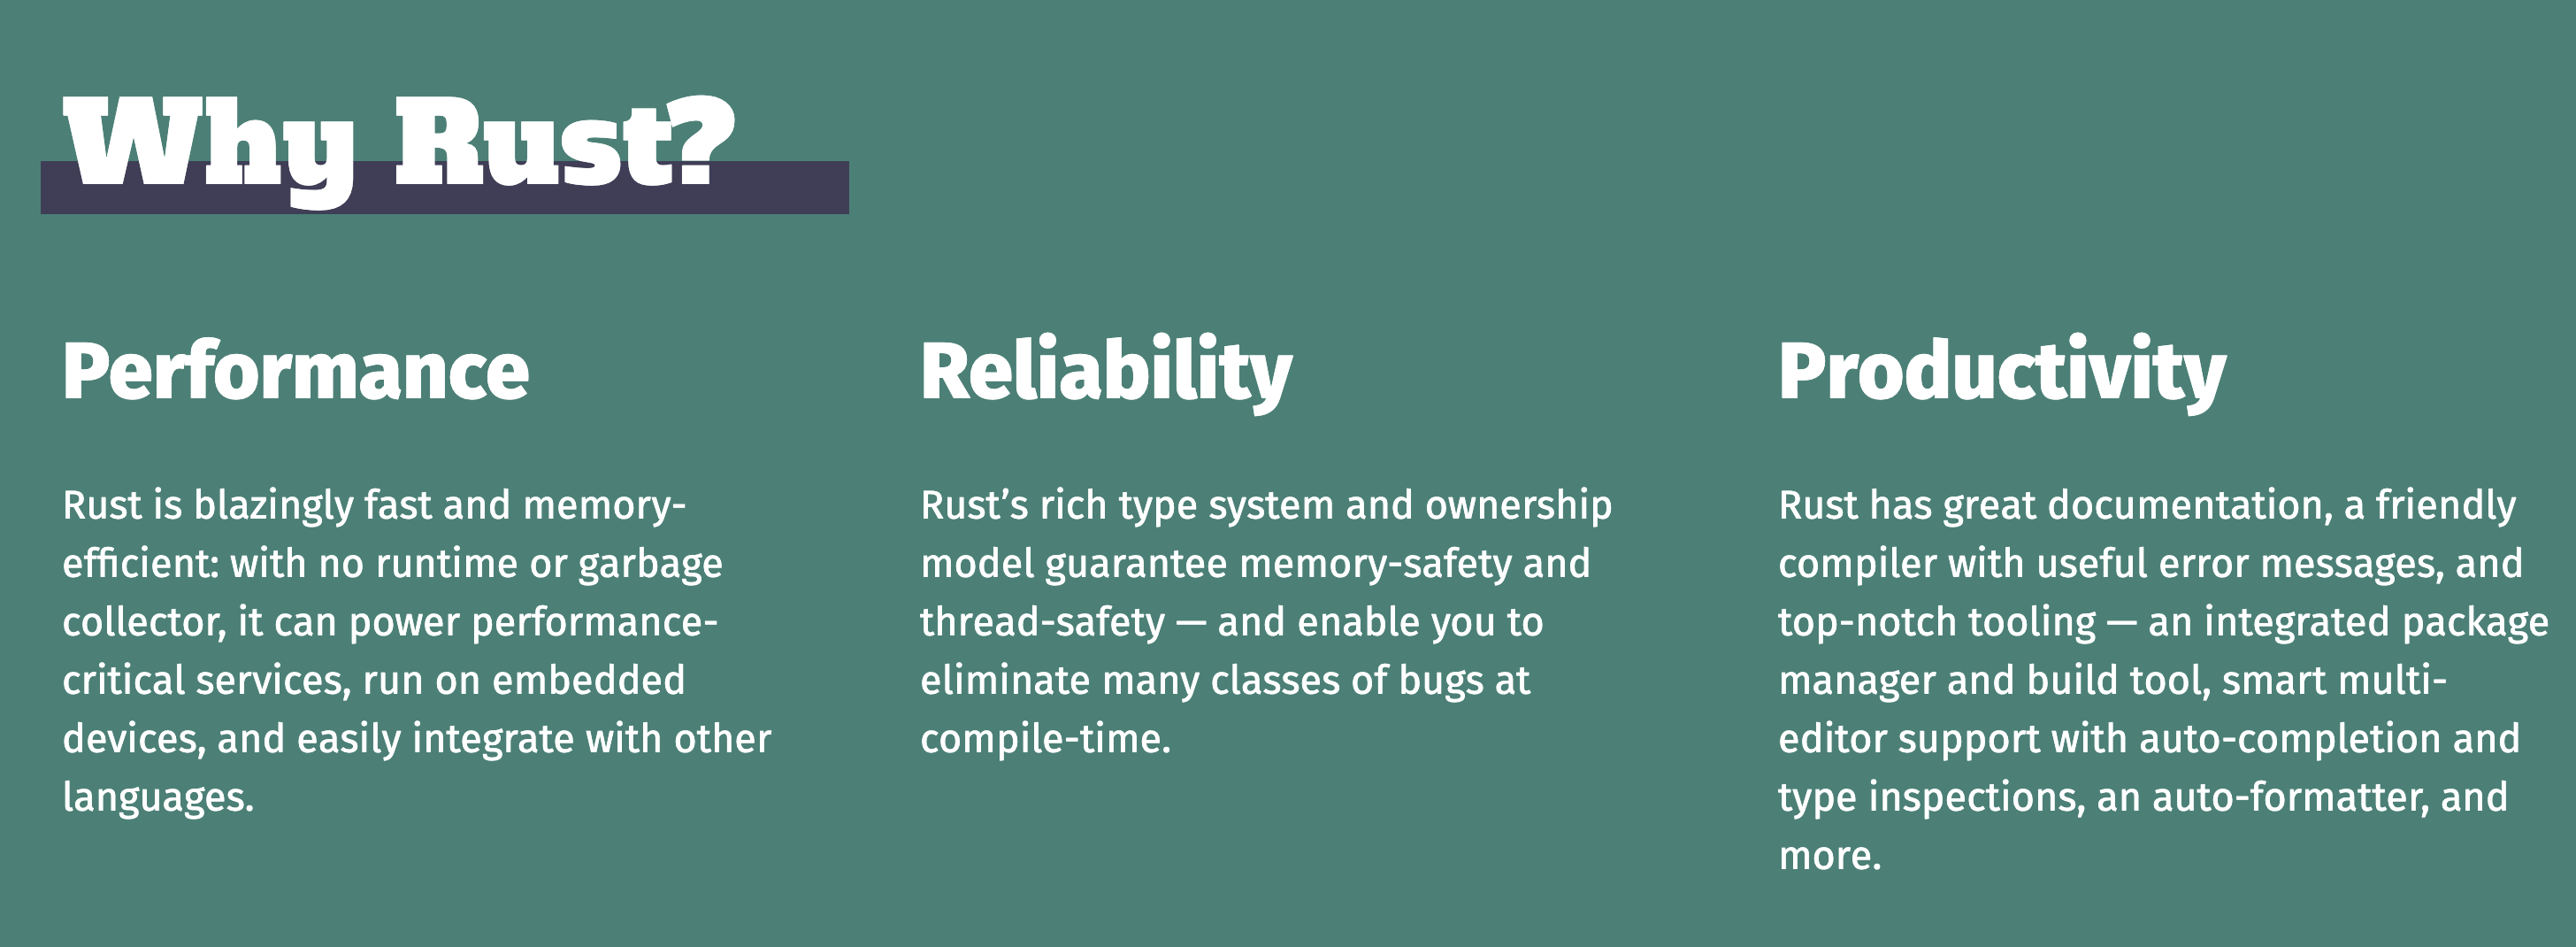 Why Rust?
Performance
Rust is blazingly fast and memory-
efficient: with no runtime or garbage
collector, it can power performance-
critical services, run on embedded
devices, and easily integrate with other
languages.
Reliability
Rust’s rich type system and ownership
model guarantee memory-safety and
thread-safety — and enable you to
eliminate many classes of bugs at
compile-time.
Productivity
Rust has great documentation, a friendly
compiler with useful error messages, and
top-notch tooling — an integrated package
manager and build tool, smart multi-
editor support with auto-completion and
type inspections, an auto-formatter, and
more.